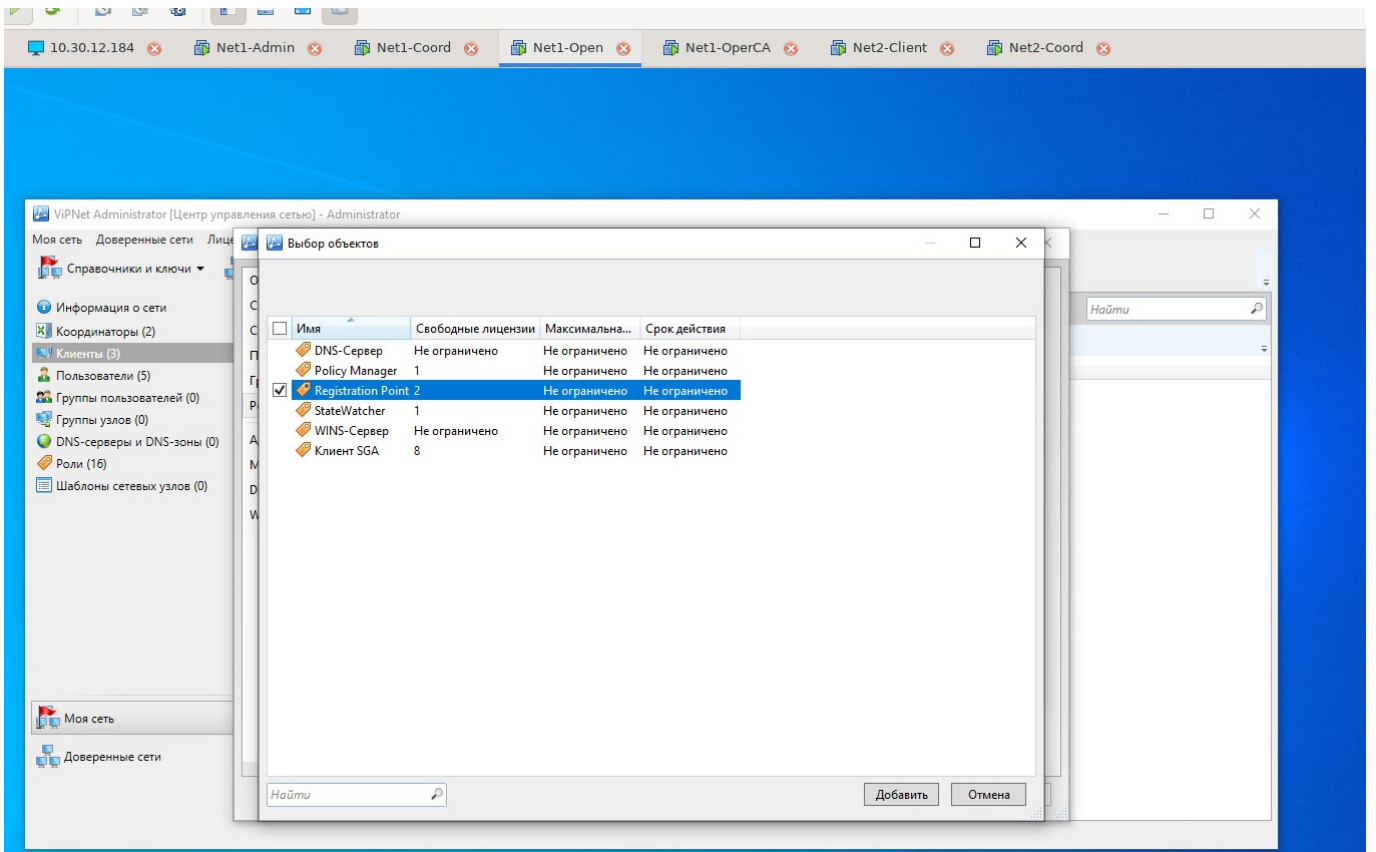 10.30.12.184 Net1-Admin Net1-Coord Net1-Open Net1-OperCA Net2-Client Net2-Coord
ViPNet Administrator [Центр управления сетью] - Administrator
Моя сеть Доверенные сети Лице
Выбор объектов
Справочники и ключи
Информация о сети
Координаторы (2)
Клиенты (3)
Пользователи (5)
Группы пользователей (0)
Группы узлов (0)
DNS-серверы и DNS-зоны (0)
Роли (16)
Шаблоны сетевых узлов (0)
Моя сеть
Доверенные сети
Имя Свободные лицензии Максимальна... Срок действия
DNS-Сервер Не ограничено Не ограничено Не ограничено
Policy Manager 1 Не ограничено Не ограничено
Registration Point 2 Не ограничено Не ограничено
StateWatcher 1 Не ограничено Не ограничено
WINS-Сервер Не ограничено Не ограничено Не ограничено
Клиент SGA 8 Не ограничено Не ограничено
Найти
Добавить Отмена
Найти